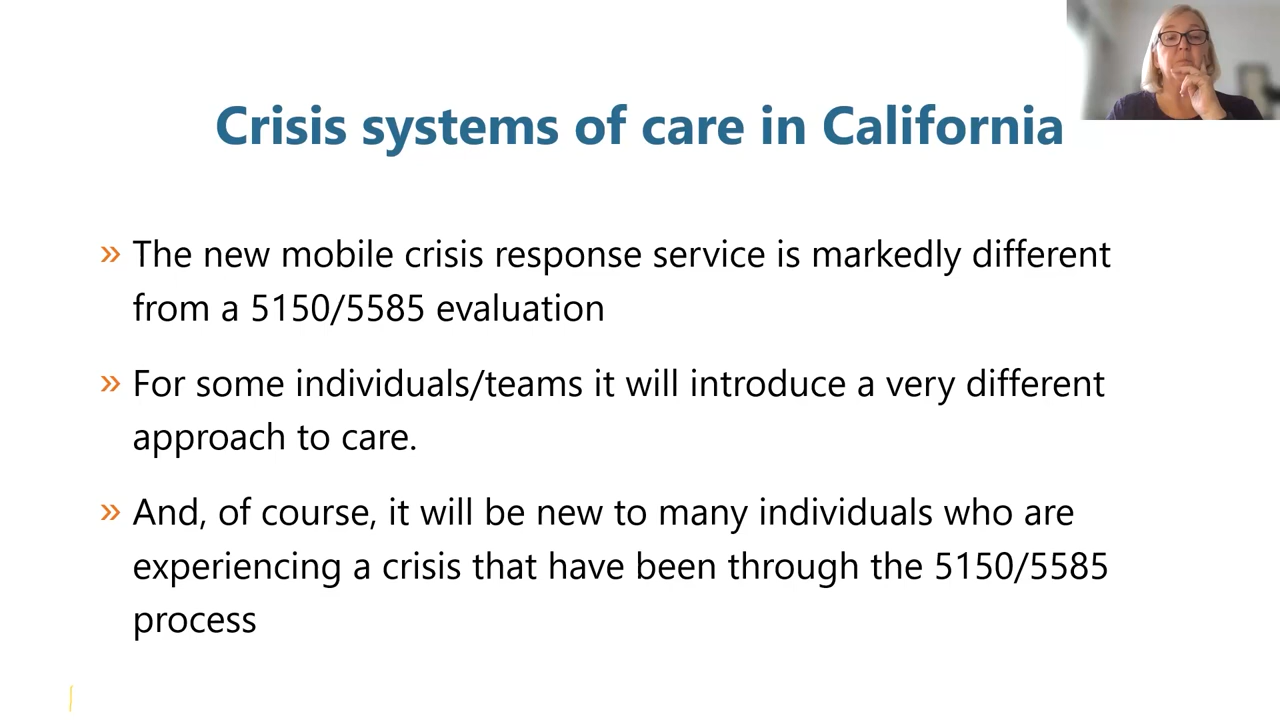 Crisis systems of care in California
» The new mobile crisis response service is markedly different
from a 5150/5585 evaluation
» For some individuals/teams it will introduce a very different
approach to care.
» And, of course, it will be new to many individuals who are
experiencing a crisis that have been through the 5150/5585
process